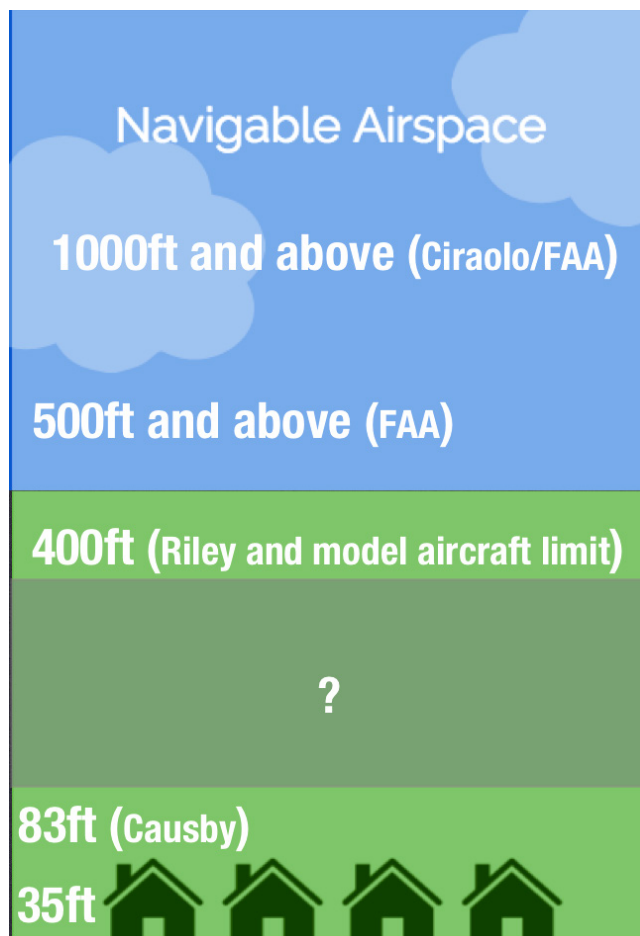 Navigable Airspace
1000ft and above (Ciraolo/FAA)
500ft and above (FAA)
400ft (Riley and model aircraft limit)
?
83ft (Causby)
35ft